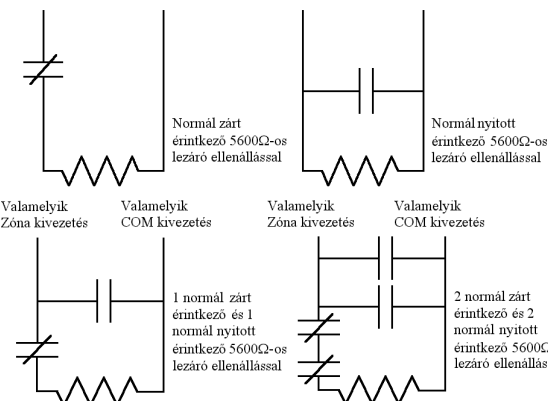 Normál zárt
érintkező 5600Ω-os
lezáró ellenállással
Normál nyitott
érintkező 5600Ω-os
lezáró ellenállással
Valamelyik
Zóna kivezetés
Valamelyik
COM kivezetés
Valamelyik
Zóna kivezetés
Valamelyik
COM kivezetés
1 normál zárt
érintkező és 1
normál nyitott
érintkező 5600Ω-os
lezáró ellenállással
2 normál zárt
érintkező és 2
normál nyitott
érintkező 5600Ω
lezáró ellenállás